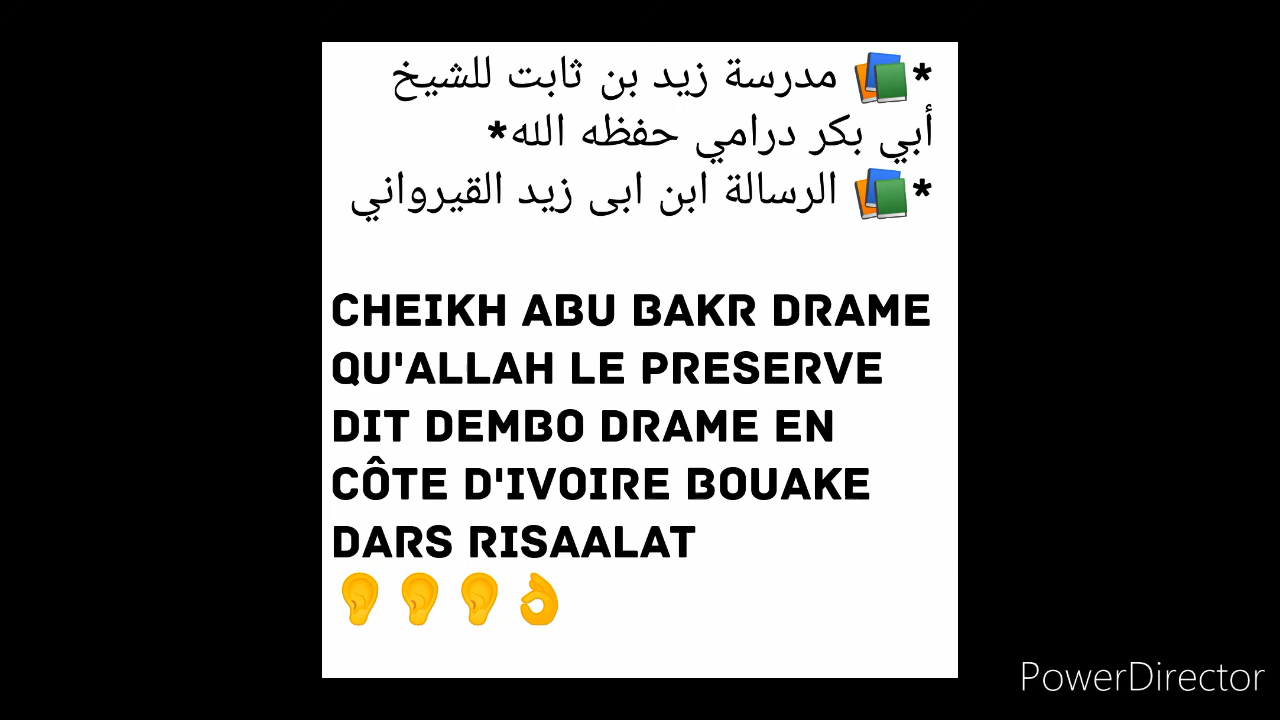 *📚 مدرسة زيد بن ثابت للشيخ
أبي بكر درامي حفظه الله*
*📚 الرسالة ابن ابى زيد القيرواني
CHEIKH ABU BAKR DRAME
QU'ALLAH LE PRESERVE
DIT DEMBO DRAME EN
CÔTE D'IVOIRE BOUAKE
DARS RISAALAT
👂👂👂👌
PowerDirector